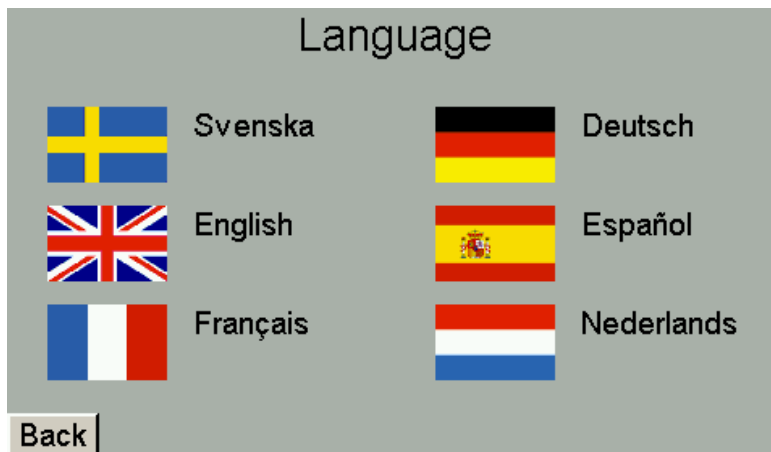 Language
Svenska
Deutsch
English
Español
Français
Nederlands
Back